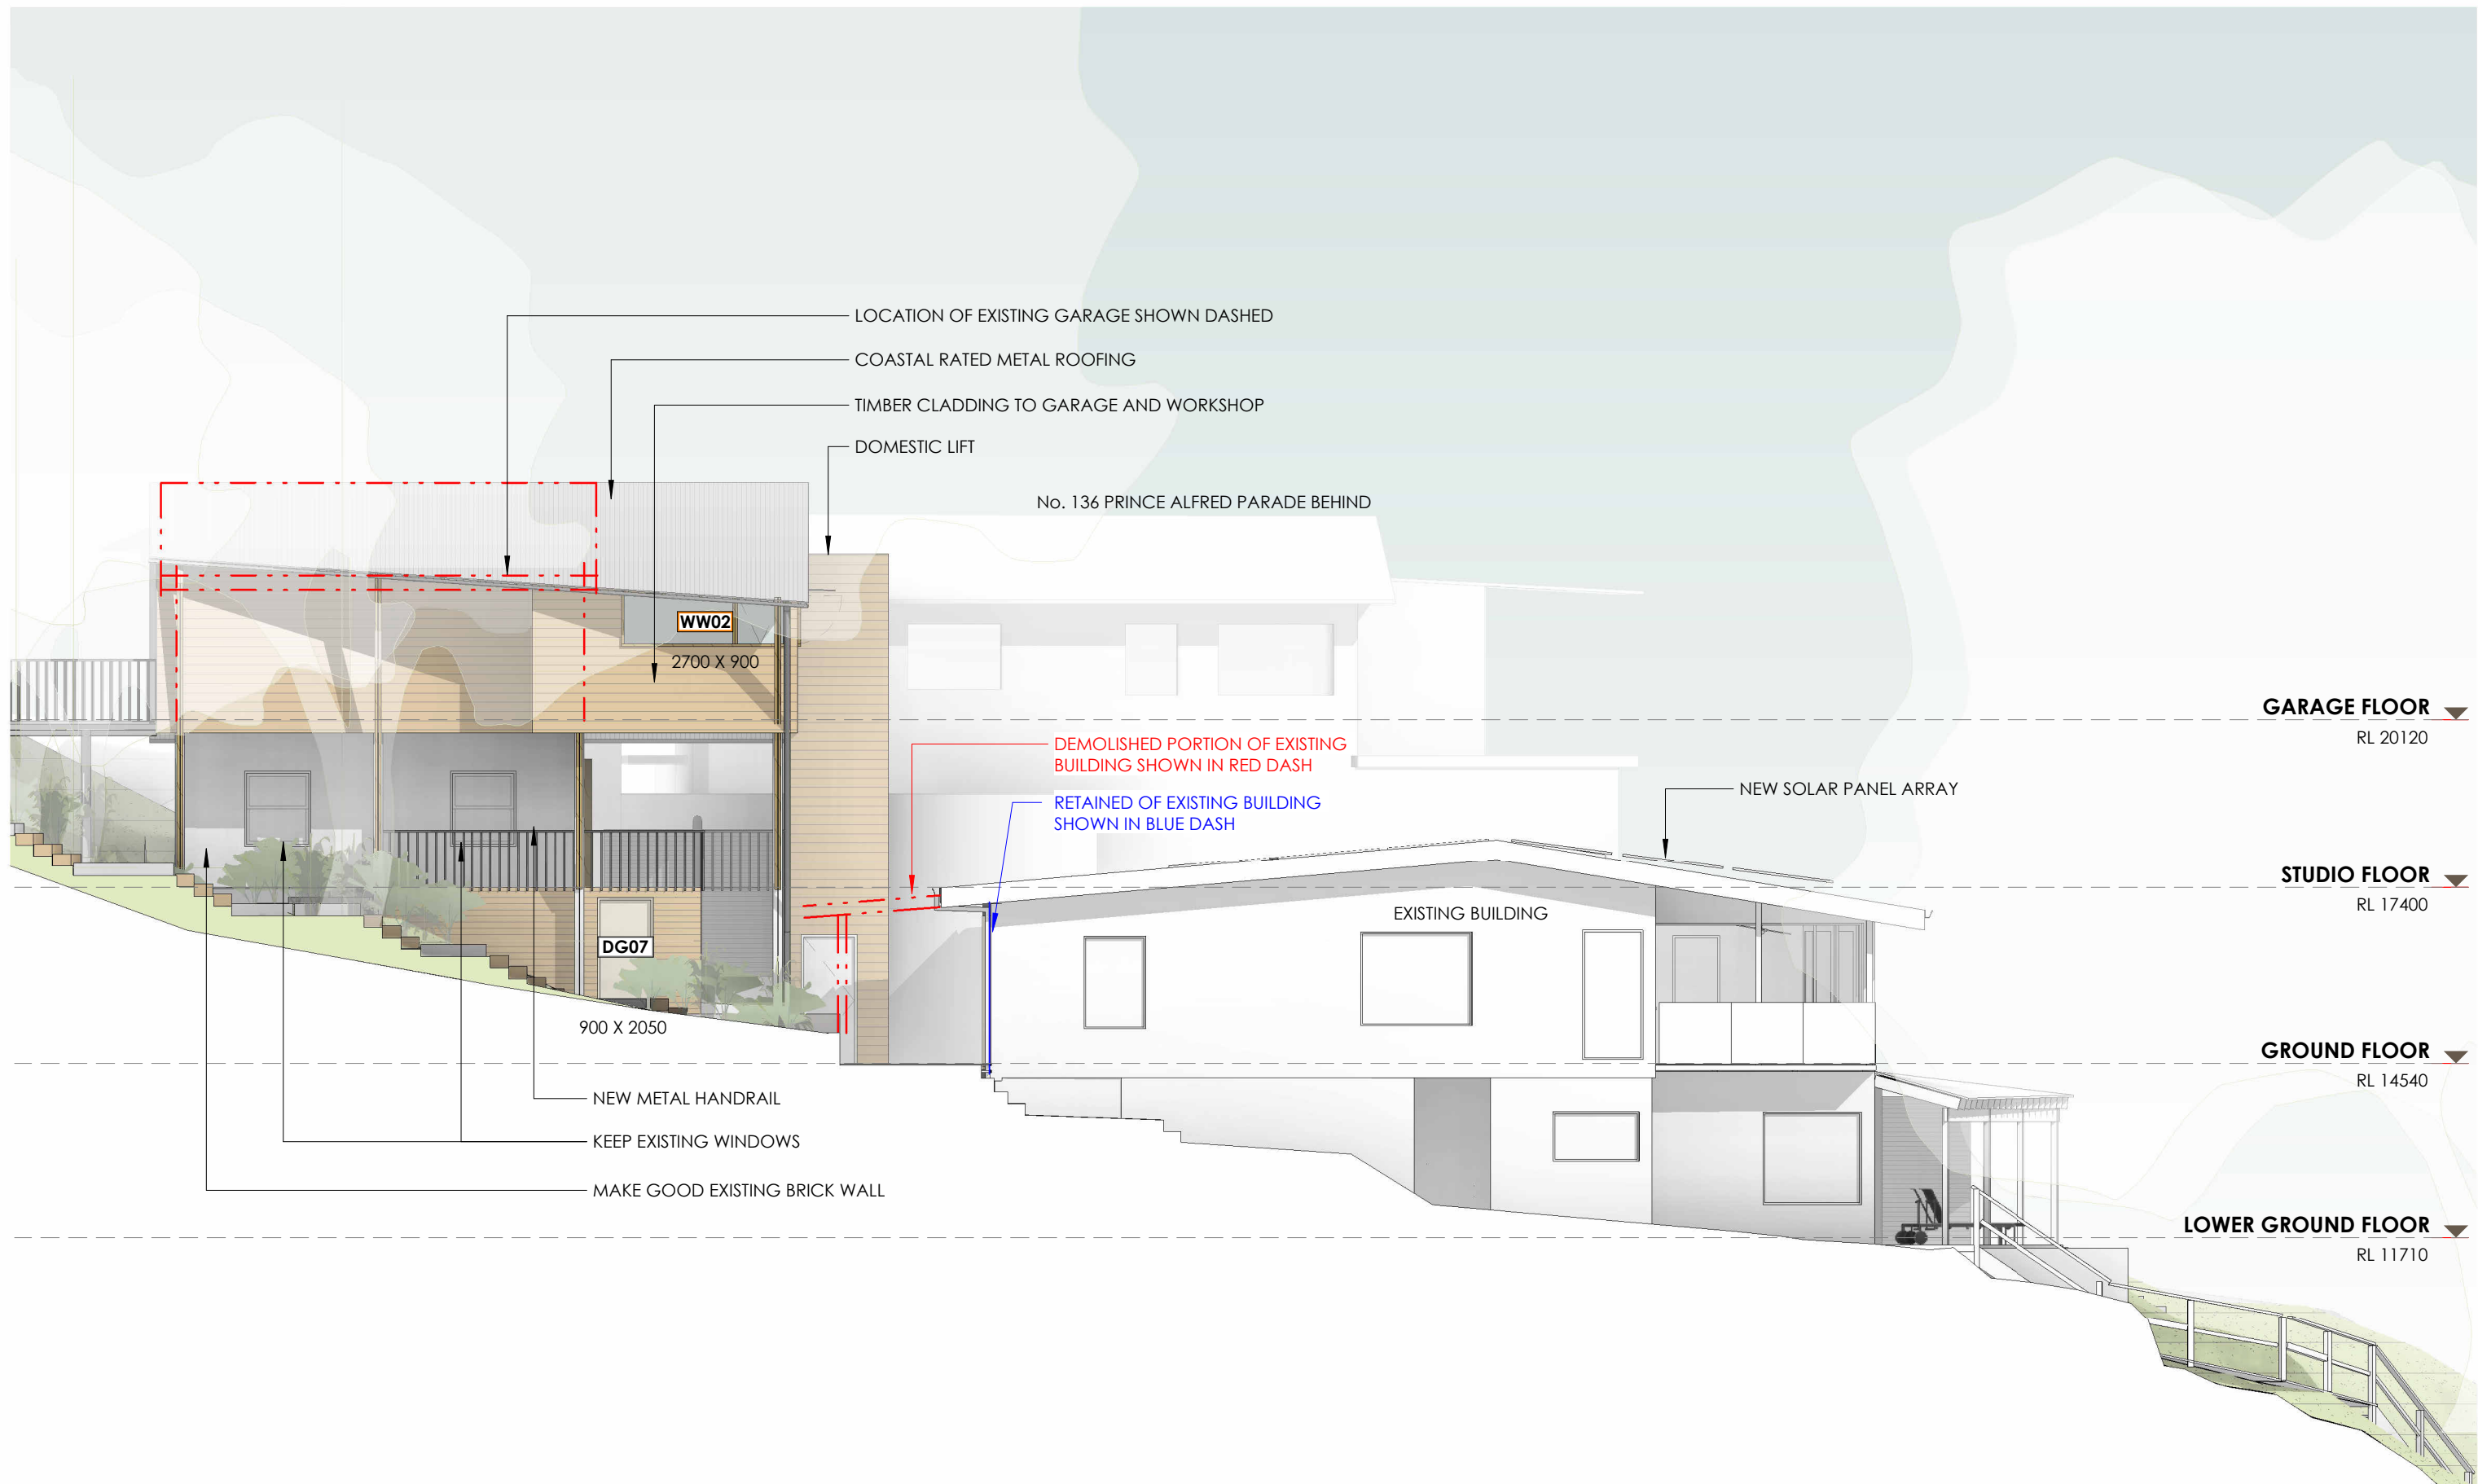 LOCATION OF EXISTING GARAGE SHOWN DASHED
COASTAL RATED METAL ROOFING
TIMBER CLADDING TO GARAGE AND WORKSHOP
DOMESTIC LIFT
No. 136 PRINCE ALFRED PARADE BEHIND
WW02
2700 X 900
GARAGE FLOOR
RL 20120
DEMOLISHED PORTION OF EXISTING
BUILDING SHOWN IN RED DASH
NEW SOLAR PANEL ARRAY
RETAINED OF EXISTING BUILDING
SHOWN IN BLUE DASH
STUDIO FLOOR
RL 17400
EXISTING BUILDING
DG07
900 X 2050
GROUND FLOOR
RL 14540
NEW METAL HANDRAIL
KEEP EXISTING WINDOWS
MAKE GOOD EXISTING BRICK WALL
LOWER GROUND FLOOR
RL 11710